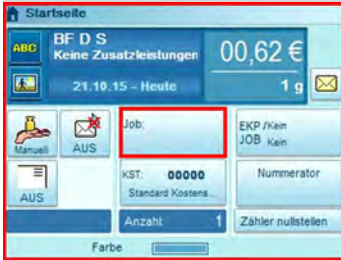 Startseite
ABC
BF D S
Keine Zusatzleistungen
00,62 €
21.10.15 - Heute
1 g
Manuell
AUS
Job:
EKP /Kein
JOB Kein
AUS
KST: 00000
Standard Kostens...
Nummerator
Anzahl: 1
Zähler nullstellen
Farbe